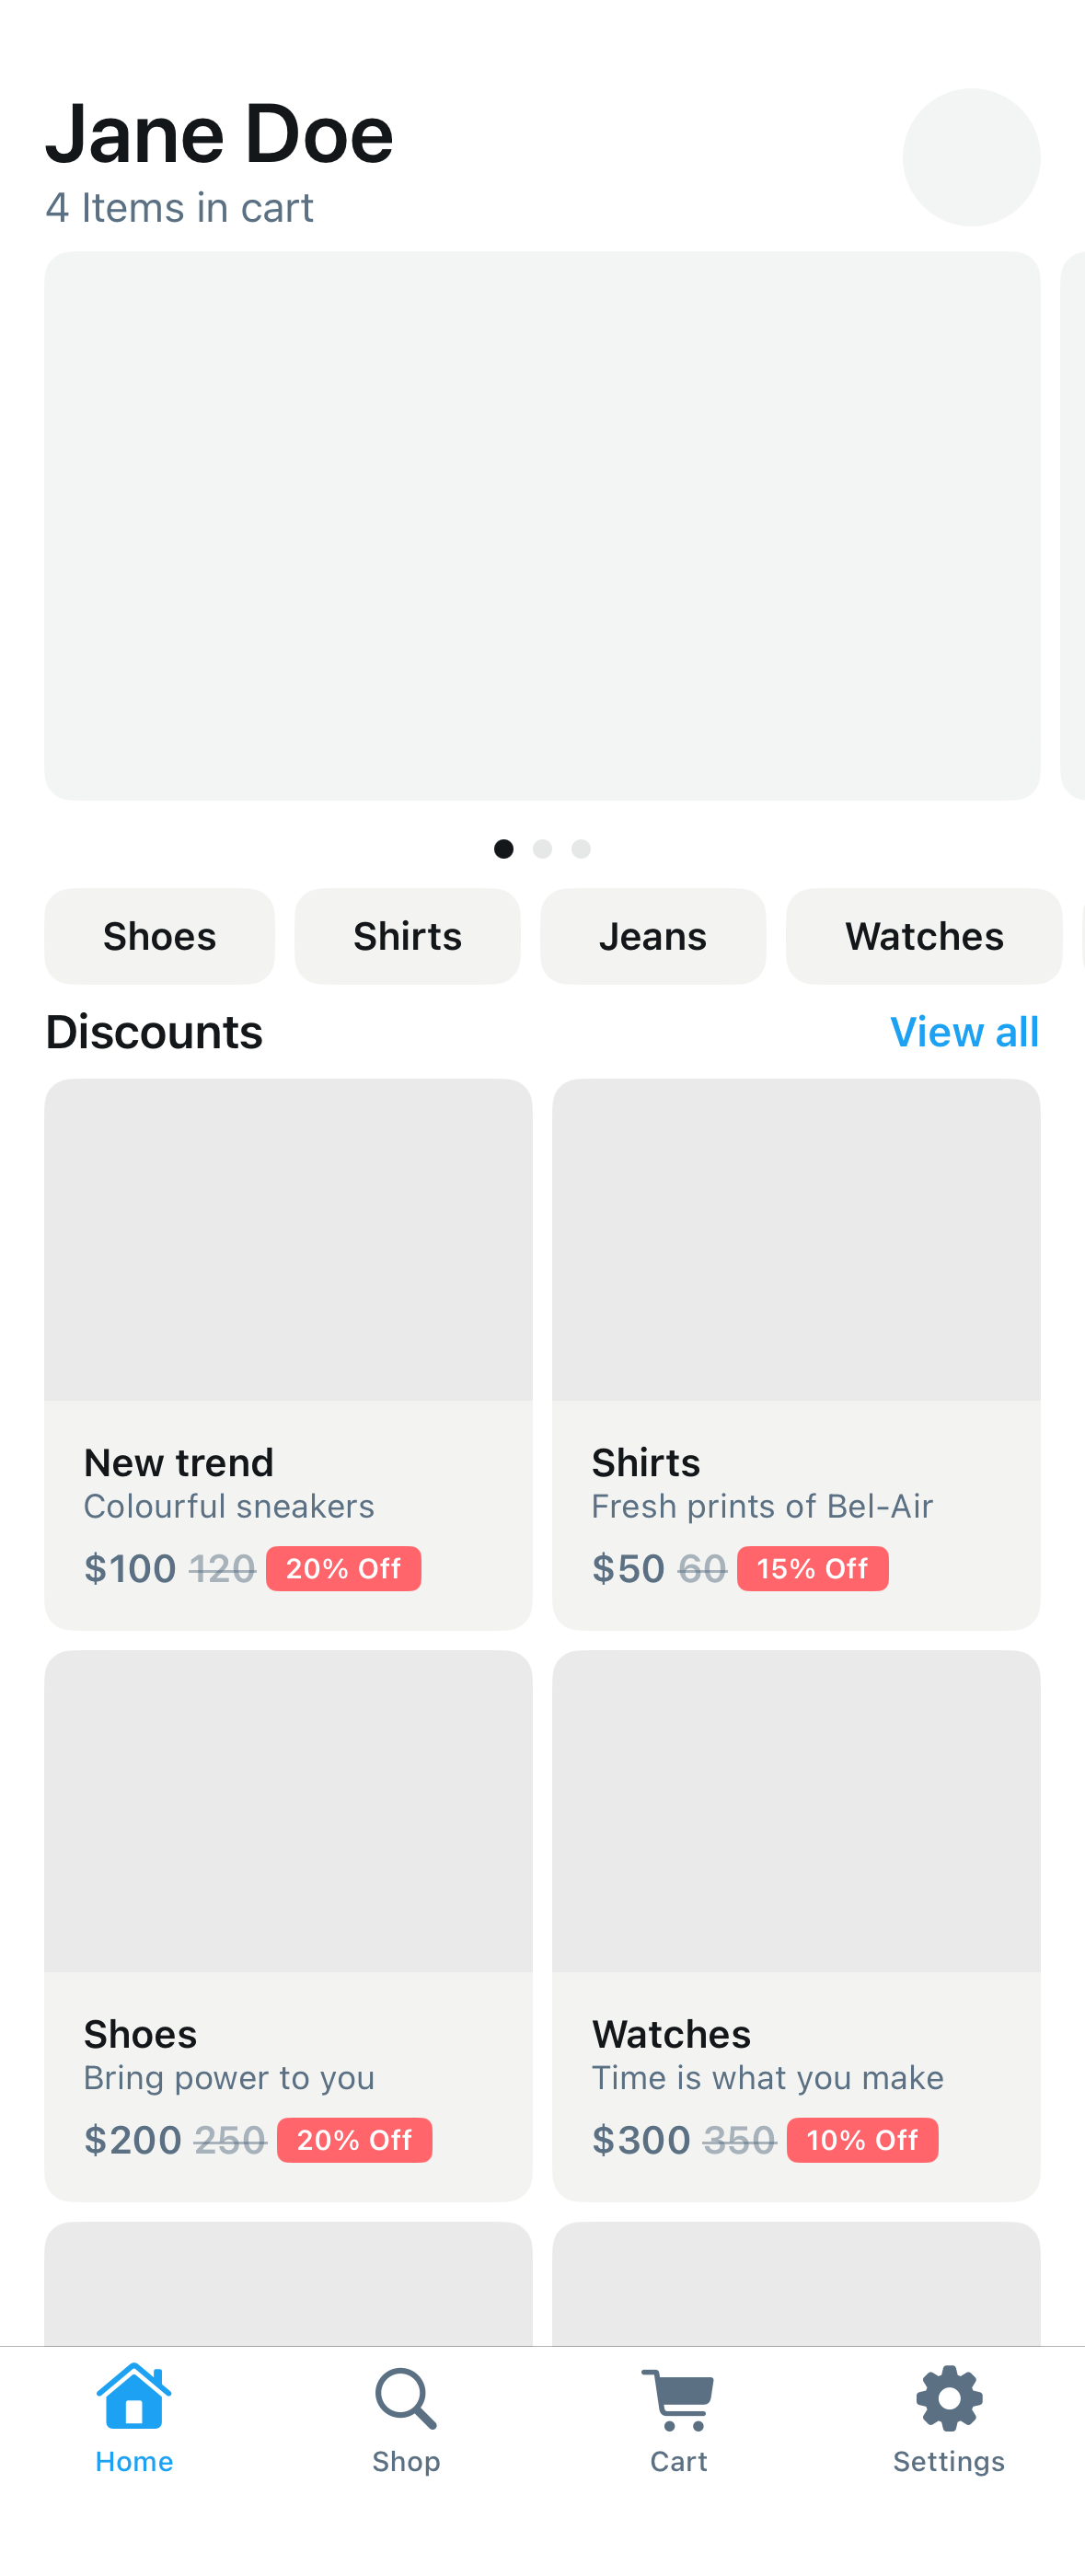 Jane Doe
4 Items in cart
Shoes
Shirts
Jeans
Watches
Discounts
View all
New trend
Colourful sneakers
$100 120 20% Off
Shirts
Fresh prints of Bel-Air
$50 60 15% Off
Shoes
Bring power to you
$200 250 20% Off
Watches
Time is what you make
$300 350 10% Off
Home
Shop
Cart
Settings